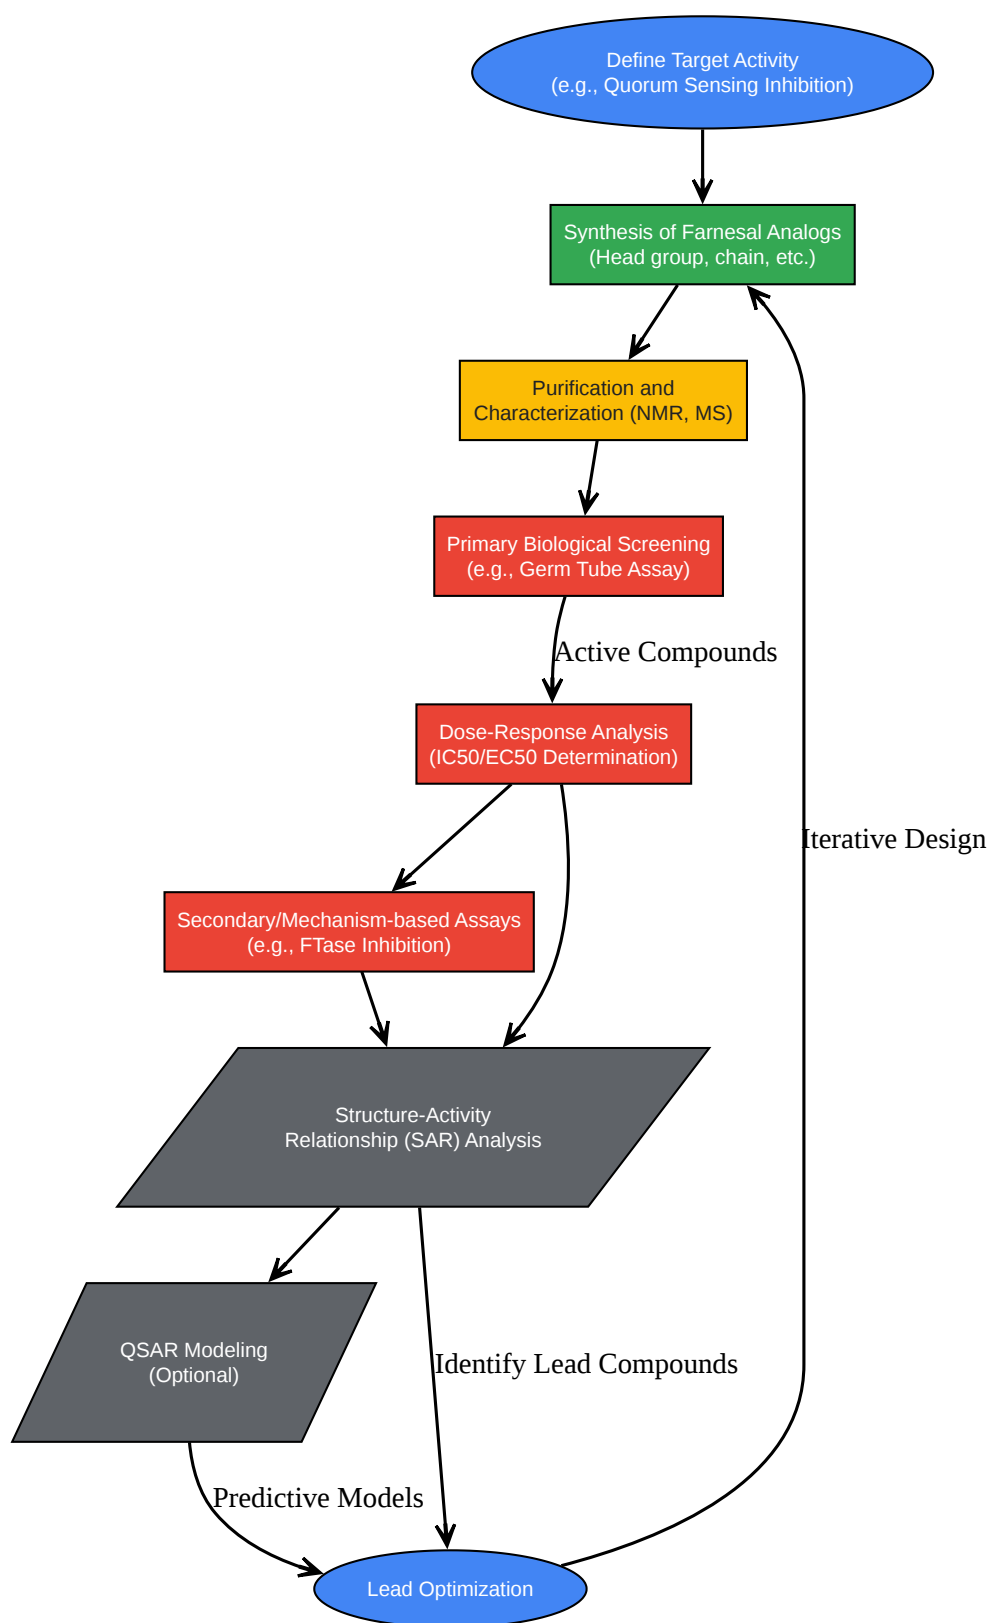 Define Target Activity
(e.g., Quorum Sensing Inhibition)
Synthesis of Farnesal Analogs
(Head group, chain, etc.)
Purification and
Characterization (NMR, MS)
Primary Biological Screening
(e.g., Germ Tube Assay)
Active Compounds
Dose-Response Analysis
(IC50/EC50 Determination)
Iterative Design
Secondary/Mechanism-based Assays
(e.g., FTase Inhibition)
Structure-Activity
Relationship (SAR) Analysis
QSAR Modeling
(Optional)
Identify Lead Compounds
Predictive Models
Lead Optimization